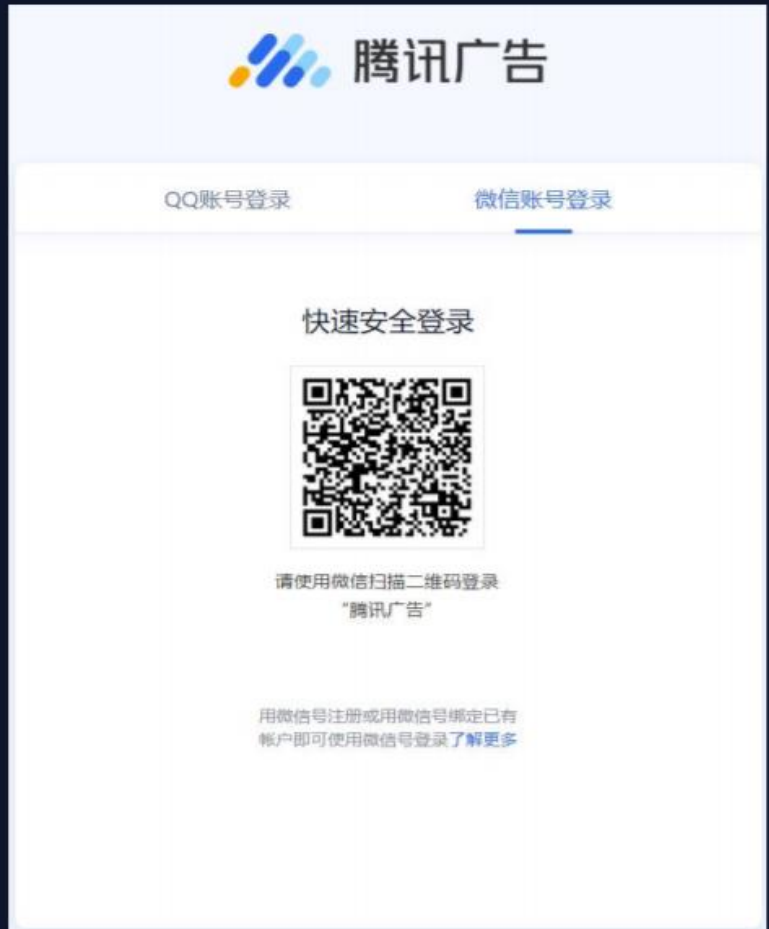 腾讯广告
QQ账号登录
微信账号登录
快速安全登录
请使用微信扫描二维码登录
“腾讯广告”
用微信号注册或用微信号绑定已有
帐户即可使用微信号登录了解更多